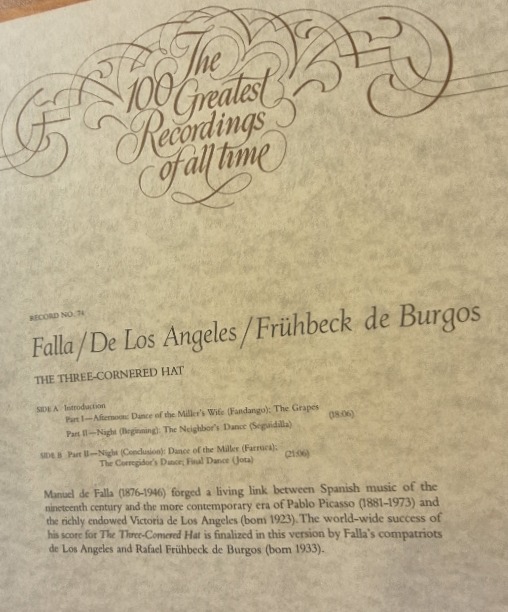 The
100 Greatest
Recordings
of all time
RECORD NO. 74
Falla/De Los Angeles/Frühbeck de Burgos
THE THREE-CORNERED HAT
SIDE A Introduction
Part I—Afternoon: Dance of the Miller's Wife (Fandango); The Grapes
Part II—Night (Beginning): The Neighbor's Dance (Seguidilla) (18:06)
SIDE B Part II—Night (Conclusion): Dance of the Miller (Farruca);
The Corregidor's Dance; Final Dance (Jota) (21:06)
Manuel de Falla (1876-1946) forged a living link between Spanish music of the
nineteenth century and the more contemporary era of Pablo Picasso (1881-1973) and
the richly endowed Victoria de Los Angeles (born 1923). The world-wide success of
his score for The Three-Cornered Hat is finalized in this version by Falla's compatriots
de Los Angeles and Rafael Frühbeck de Burgos (born 1933).